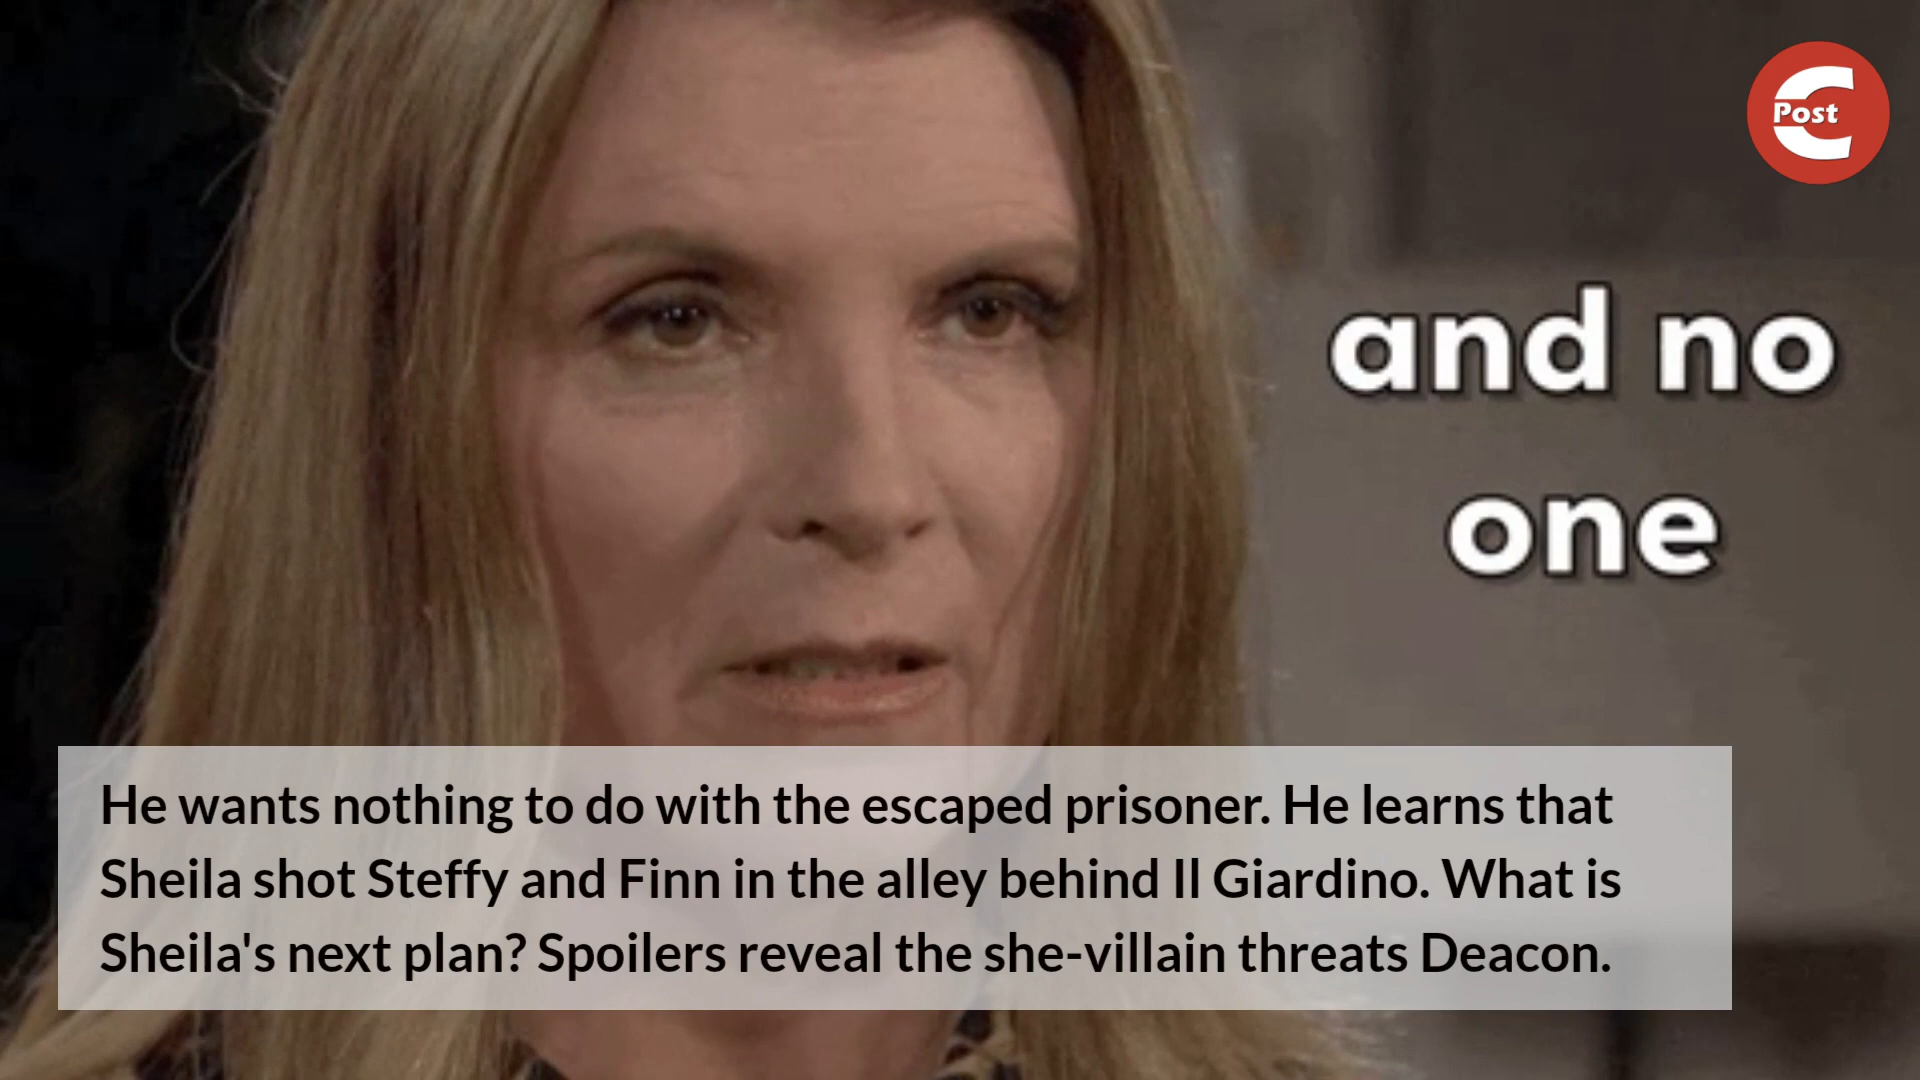 Post
and no
one
He wants nothing to do with the escaped prisoner. He learns that
Sheila shot Steffy and Finn in the alley behind Il Giardino. What is
Sheila's next plan? Spoilers reveal the she-villain threats Deacon.